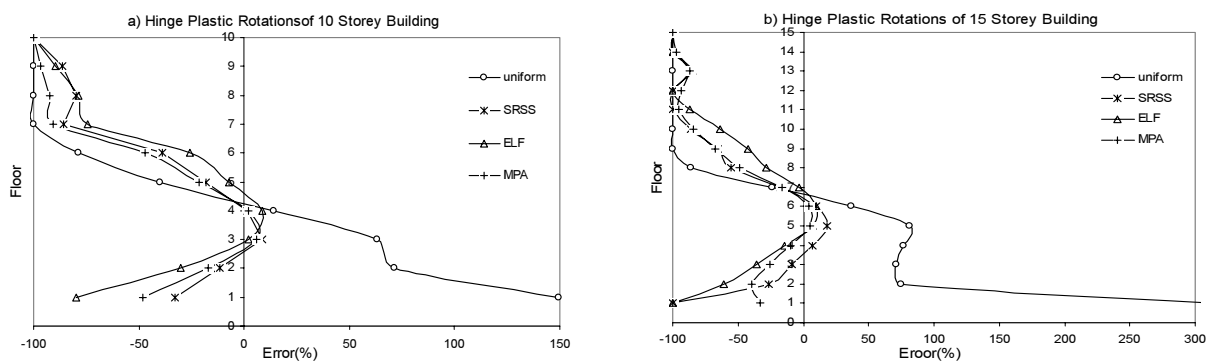 a) Hinge Plastic Rotationsof 10 Storey Building
10
9
8
7
6
5
4
3
2
1
0
Floor
-100 -50 0 50 100 150
Error(%)
uniform
SRSS
ELF
MPA
b) Hinge Plastic Rotations of 15 Storey Building
15
14
13
12
11
10
9
8
7
6
5
4
3
2
1
0
Floor
-100 -50 0 50 100 150 200 250 300
Eroor(%)
uniform
SRSS
ELF
MPA